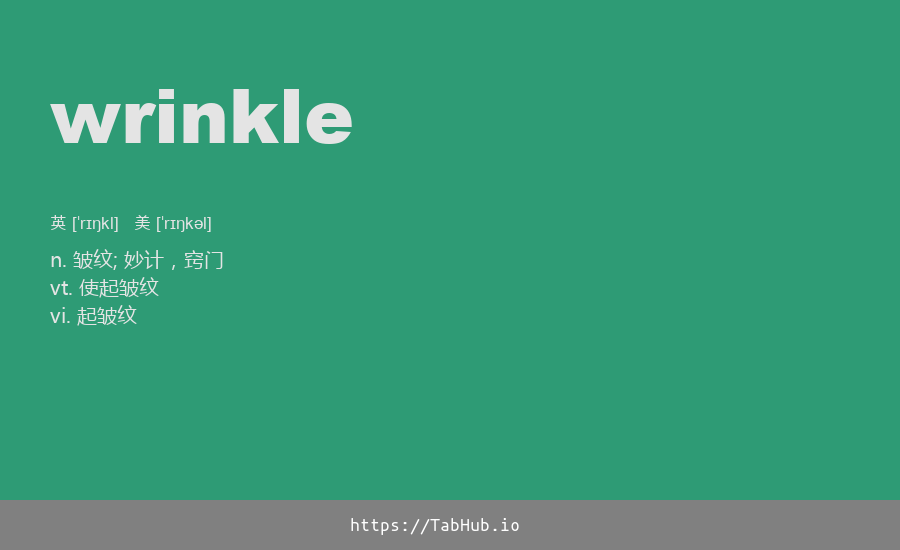 wrinkle
英 [ˈrɪŋkl] 美 [ˈrɪŋkəl]
n. 皱纹; 妙计，窍门
vt. 使起皱纹
vi. 起皱纹
https://TabHub.io